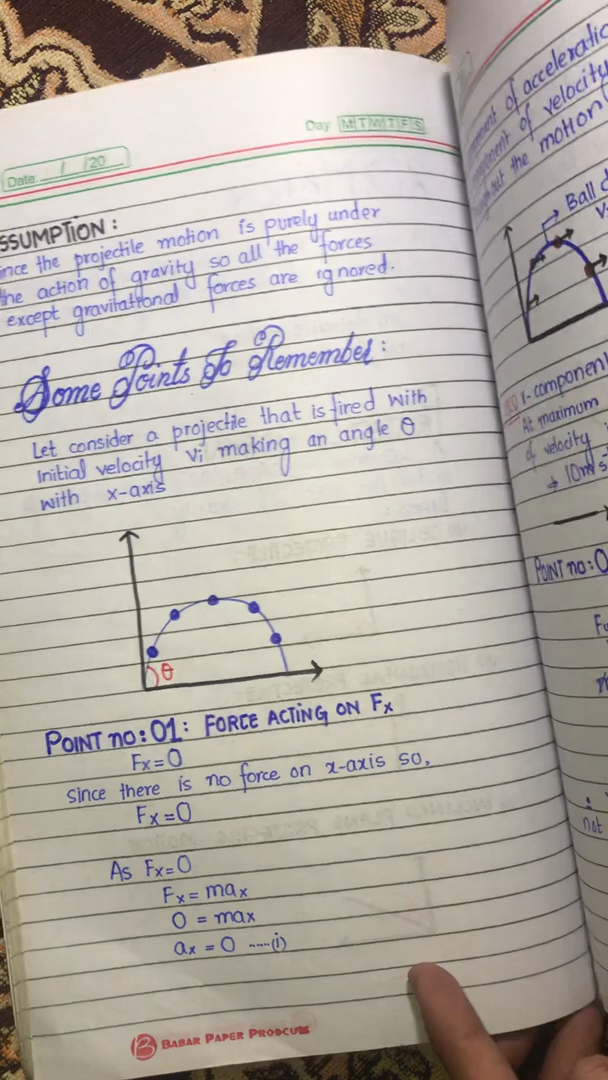 Day M T W T F S
Date: / /20
SSUMPTION:
ince the projectile motion is purely under
the action of gravity so all the forces
except gravitational forces are ignored.
Some Points To Remember:
Let consider a projectile that is fired with
Initial velocity Vi making an angle θ
with x-axis
θ
POINT no: 01: FORCE ACTING ON Fx
Fx=0
Since there is no force on x-axis so,
Fx=0
As Fx=0
Fx = max
0 = max
ax = 0 .....(i)
BABAR PAPER PRODCUTS
of acceleratio
of velocity
the motion
Ball
x-component
At maximum
of velocity
→ 10ms
POINT no: 0
not